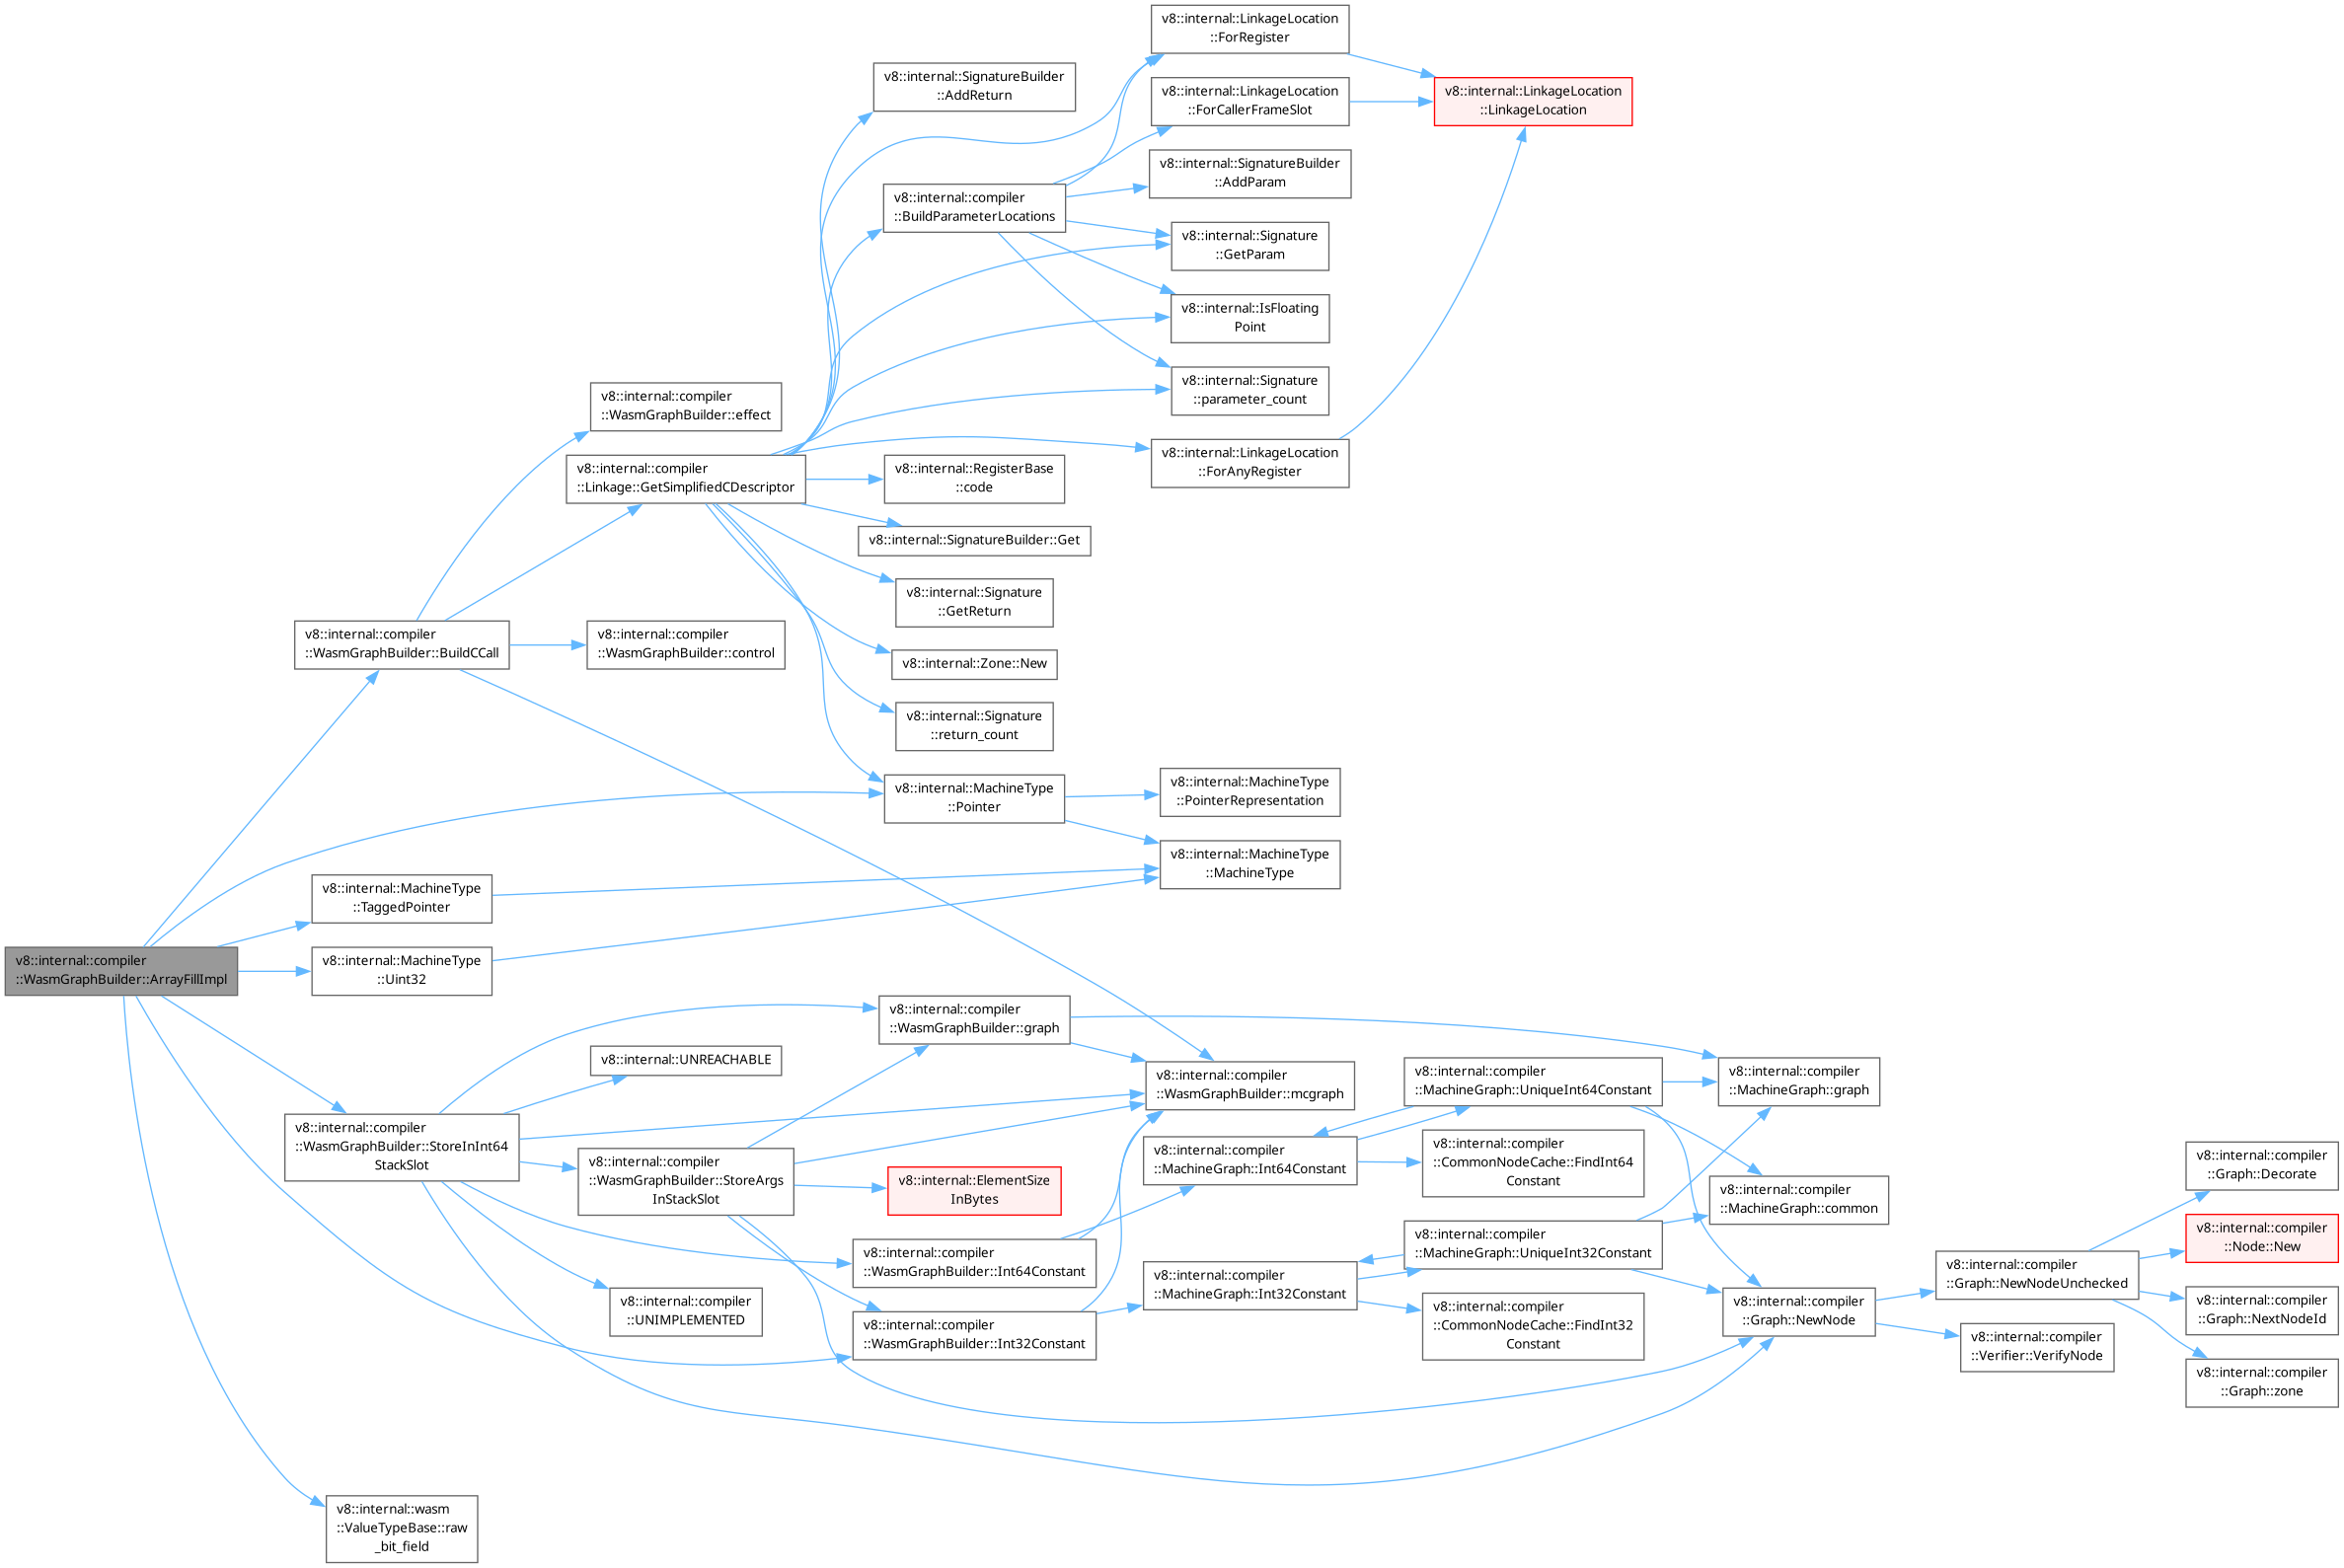 v8::internal::LinkageLocation
::ForRegister
v8::internal::SignatureBuilder
::AddReturn
v8::internal::LinkageLocation
::ForCallerFrameSlot
v8::internal::LinkageLocation
::LinkageLocation
v8::internal::SignatureBuilder
::AddParam
v8::internal::compiler
::BuildParameterLocations
v8::internal::Signature
::GetParam
v8::internal::IsFloating
Point
v8::internal::Signature
::parameter_count
v8::internal::compiler
::WasmGraphBuilder::effect
v8::internal::LinkageLocation
::ForAnyRegister
v8::internal::compiler
::Linkage::GetSimplifiedCDescriptor
v8::internal::RegisterBase
::code
v8::internal::SignatureBuilder::Get
v8::internal::Signature
::GetReturn
v8::internal::compiler
::WasmGraphBuilder::BuildCCall
v8::internal::compiler
::WasmGraphBuilder::control
v8::internal::Zone::New
v8::internal::Signature
::return_count
v8::internal::MachineType
::Pointer
v8::internal::MachineType
::PointerRepresentation
v8::internal::MachineType
::MachineType
v8::internal::MachineType
::TaggedPointer
v8::internal::compiler
::WasmGraphBuilder::ArrayFillImpl
v8::internal::MachineType
::Uint32
v8::internal::compiler
::WasmGraphBuilder::graph
v8::internal::UNREACHABLE
v8::internal::compiler
::WasmGraphBuilder::mcgraph
v8::internal::compiler
::MachineGraph::UniqueInt64Constant
v8::internal::compiler
::MachineGraph::graph
v8::internal::compiler
::WasmGraphBuilder::StoreInInt64
StackSlot
v8::internal::compiler
::WasmGraphBuilder::StoreArgs
InStackSlot
v8::internal::ElementSize
InBytes
v8::internal::compiler
::MachineGraph::Int64Constant
v8::internal::compiler
::CommonNodeCache::FindInt64
Constant
v8::internal::compiler
::MachineGraph::common
v8::internal::compiler
::Graph::Decorate
v8::internal::compiler
::WasmGraphBuilder::Int64Constant
v8::internal::compiler
::MachineGraph::UniqueInt32Constant
v8::internal::compiler
::Node::New
v8::internal::compiler
::UNIMPLEMENTED
v8::internal::compiler
::MachineGraph::Int32Constant
v8::internal::compiler
::Graph::NewNodeUnchecked
v8::internal::compiler
::WasmGraphBuilder::Int32Constant
v8::internal::compiler
::CommonNodeCache::FindInt32
Constant
v8::internal::compiler
::Graph::NewNode
v8::internal::compiler
::Graph::NextNodeId
v8::internal::compiler
::Verifier::VerifyNode
v8::internal::compiler
::Graph::zone
v8::internal::wasm
::ValueTypeBase::raw
_bit_field